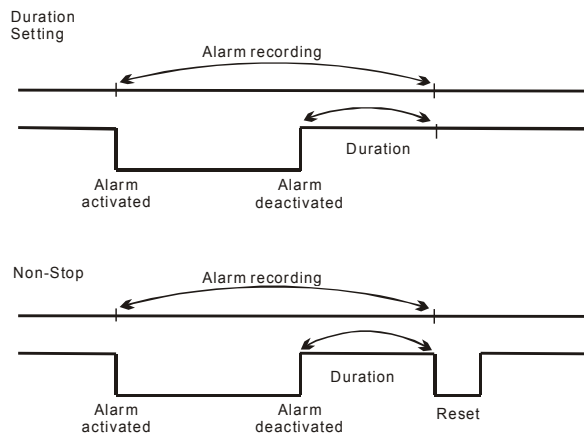 Duration
Setting
Alarm recording
Duration
Alarm
activated
Alarm
deactivated
Non-Stop
Alarm recording
Duration
Alarm
activated
Alarm
deactivated
Reset